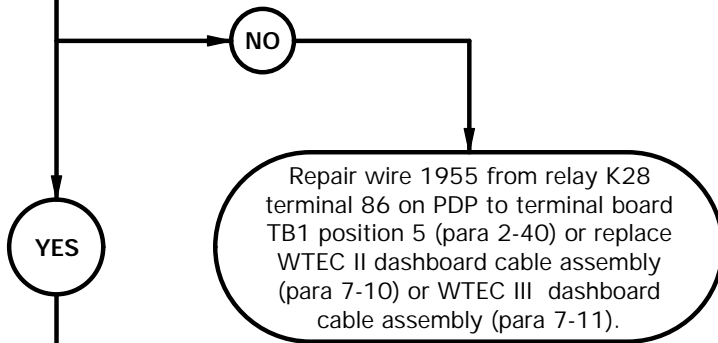 NO
YES
Repair wire 1955 from relay K28
terminal 86 on PDP to terminal board
TB1 position 5 (para 2-40) or replace
WTEC II dashboard cable assembly
(para 7-10) or WTEC III dashboard
cable assembly (para 7-11).